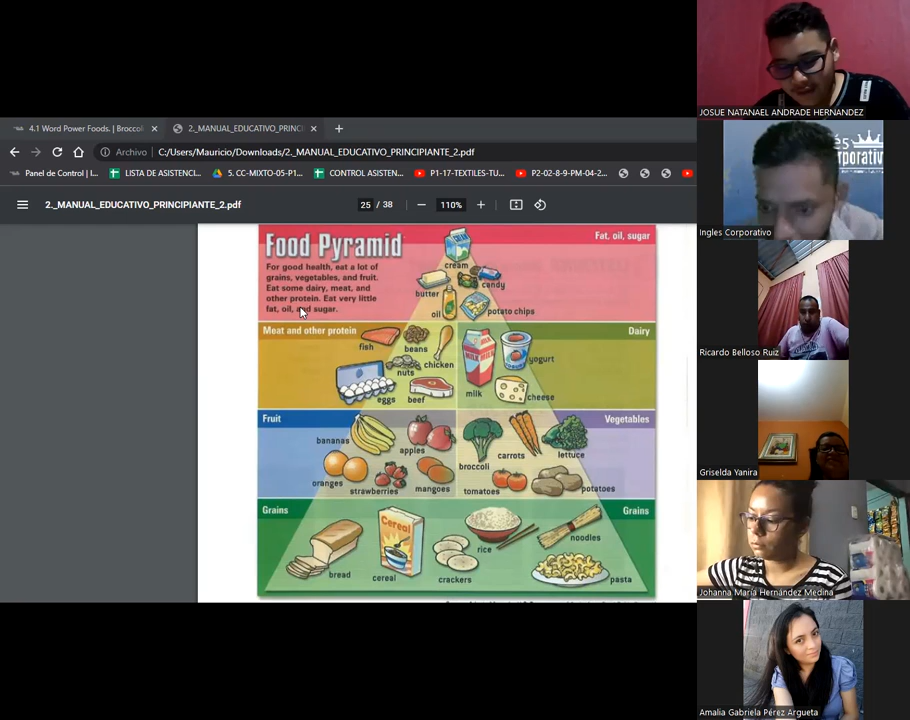 4.1 Word Power Foods. | Broccoli
2._MANUAL_EDUCATIVO_PRINCIPI
Archivo
C:/Users/Mauricio/Downloads/2._MANUAL_EDUCATIVO_PRINCIPIANTE_2.pdf
Panel de Control | I...
LISTA DE ASISTENCI...
5. CC-MIXTO-05-P1...
CONTROL ASISTEN...
P1-17-TEXTILES-TU...
P2-02-8-9-PM-04-2...
2._MANUAL_EDUCATIVO_PRINCIPIANTE_2.pdf
25 / 38
110%
Food Pyramid
For good health, eat a lot of
grains, vegetables, and fruit.
Eat some dairy, meat, and
other protein. Eat very little
fat, oil, and sugar.
Fat, oil, sugar
cream
butter
candy
oil
potato chips
Meat and other protein
Dairy
fish
beans
chicken
nuts
eggs
beef
milk
yogurt
cheese
Fruit
Vegetables
bananas
apples
oranges
strawberries
mangoes
broccoli
carrots
lettuce
tomatoes
potatoes
Grains
Grains
bread
cereal
Cereal
crackers
rice
noodles
pasta
JOSUE NATANAEL ANDRADE HERNANDEZ
Ingles Corporativo
Ricardo Belloso Ruiz
Griselda Yanira
Johanna María Hernández Medina
Amalia Gabriela Pérez Argueta